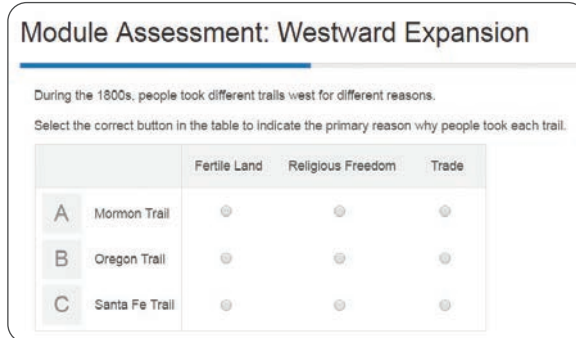 Module Assessment: Westward Expansion
During the 1800s, people took different trails west for different reasons.
Select the correct button in the table to indicate the primary reason why people took each trail.
Fertile Land Religious Freedom Trade
A Mormon Trail
B Oregon Trail
C Santa Fe Trail